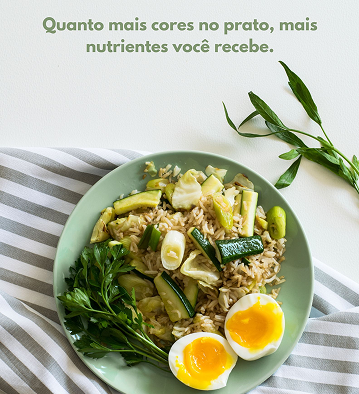 Quanto mais cores no prato, mais
nutrientes você recebe.